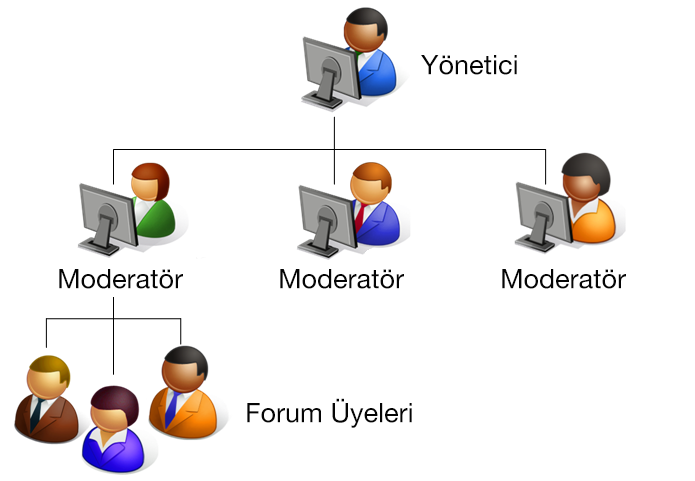 Yönetici
Moderatör
Moderatör
Moderatör
Forum Üyeleri